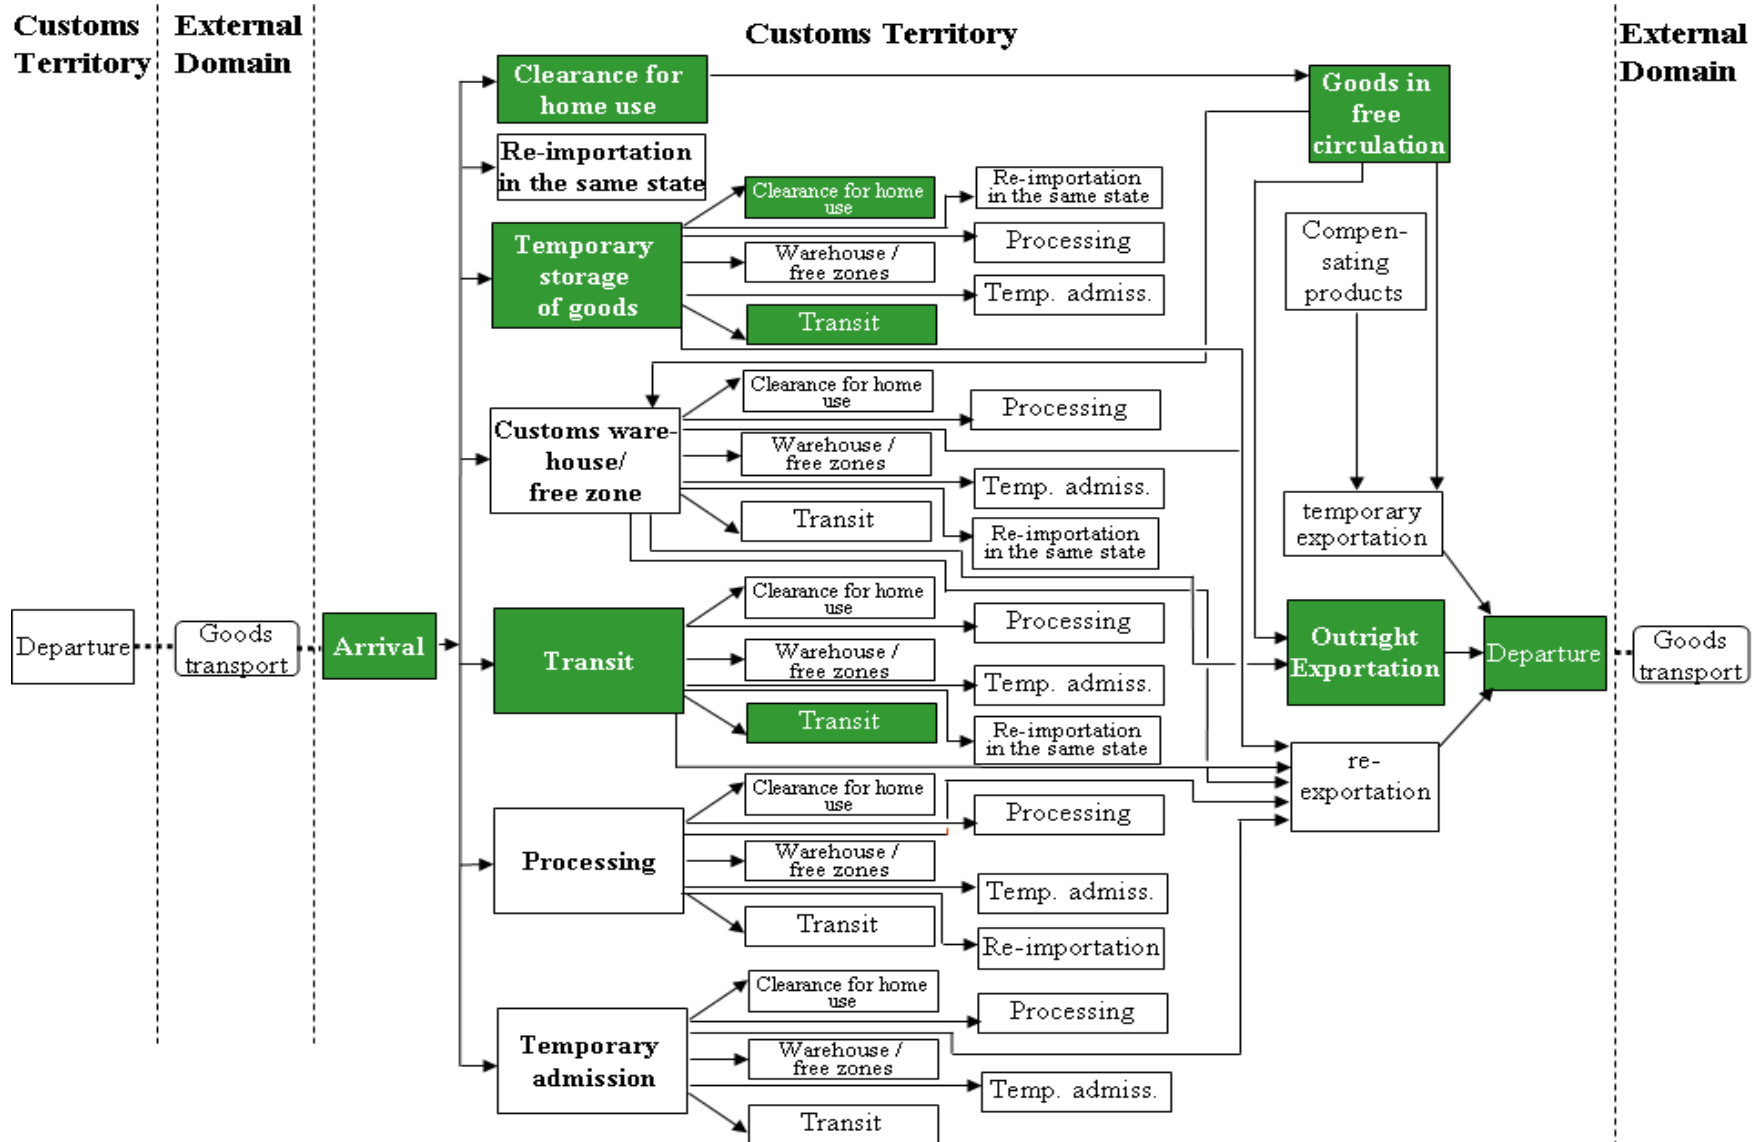 Customs
Territory
External
Domain
Customs Territory
External
Domain
Clearance for
home use
Goods in
free
circulation
Re-importation
in the same state
Temporary
storage
of goods
Clearance for home
use
Re-importation
in the same state
Processing
Warehouse /
free zones
Temp. admiss.
Transit
Compen-
sating
products
Customs ware-
house/
free zone
Clearance for home
use
Processing
Warehouse /
free zones
Temp. admiss.
Transit
Re-importation
in the same state
temporary
exportation
Departure
Goods
transport
Arrival
Transit
Clearance for home
use
Processing
Warehouse /
free zones
Temp. admiss.
Transit
Re-importation
in the same state
Outright
Exportation
Departure
Goods
transport
re-
exportation
Processing
Clearance for home
use
Processing
Warehouse /
free zones
Temp. admiss.
Transit
Re-importation
Temporary
admission
Clearance for home
use
Processing
Warehouse /
free zones
Temp. admiss.
Transit